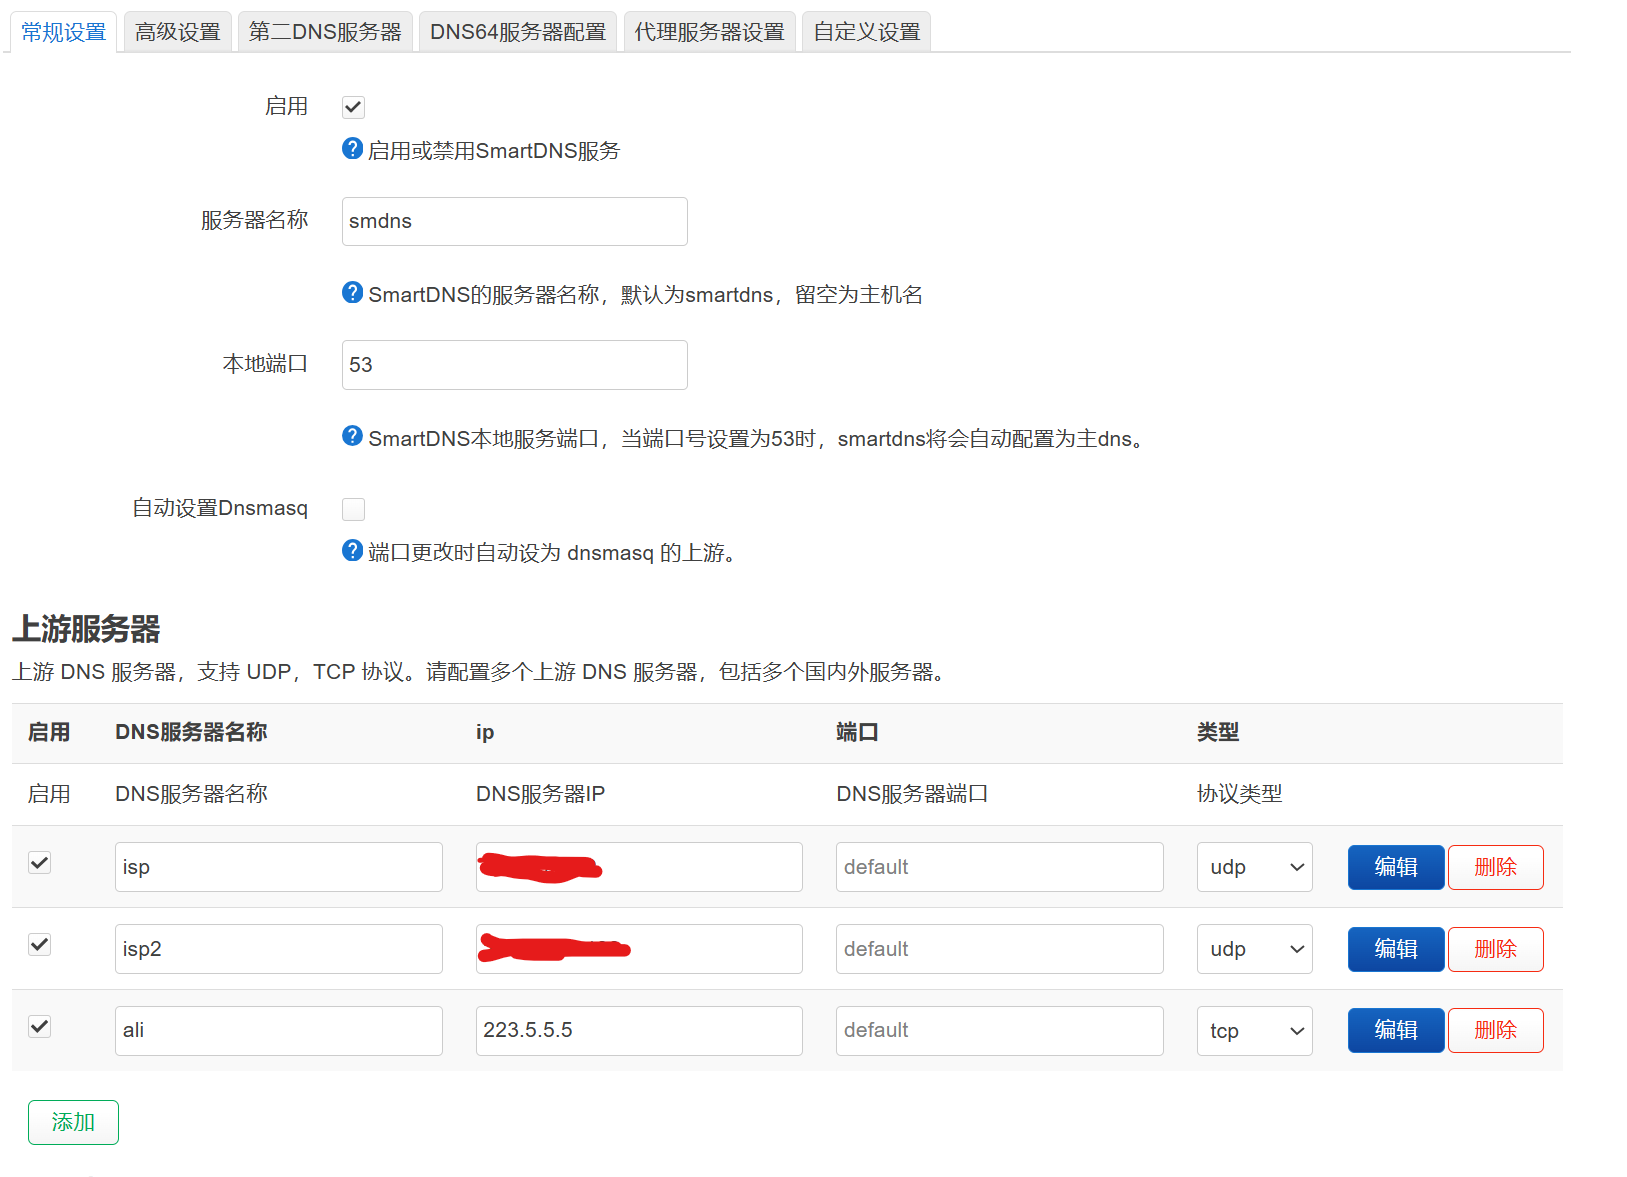 常规设置 高级设置 第二DNS服务器 DNS64服务器配置 代理服务器设置 自定义设置
启用
启用或禁用SmartDNS服务
服务器名称 smdns
SmartDNS的服务器名称，默认为smartdns，留空为主机名
本地端口 53
SmartDNS本地服务端口，当端口号设置为53时，smartdns将会自动配置为主dns。
自动设置Dnsmasq
端口更改时自动设为 dnsmasq 的上游。
上游服务器
上游 DNS 服务器，支持 UDP，TCP 协议。请配置多个上游 DNS 服务器，包括多个国内外服务器。
启用 DNS服务器名称 ip 端口 类型
启用 DNS服务器名称 DNS服务器IP DNS服务器端口 协议类型
isp default udp 编辑 删除
isp2 default udp 编辑 删除
ali 223.5.5.5 default tcp 编辑 删除
添加